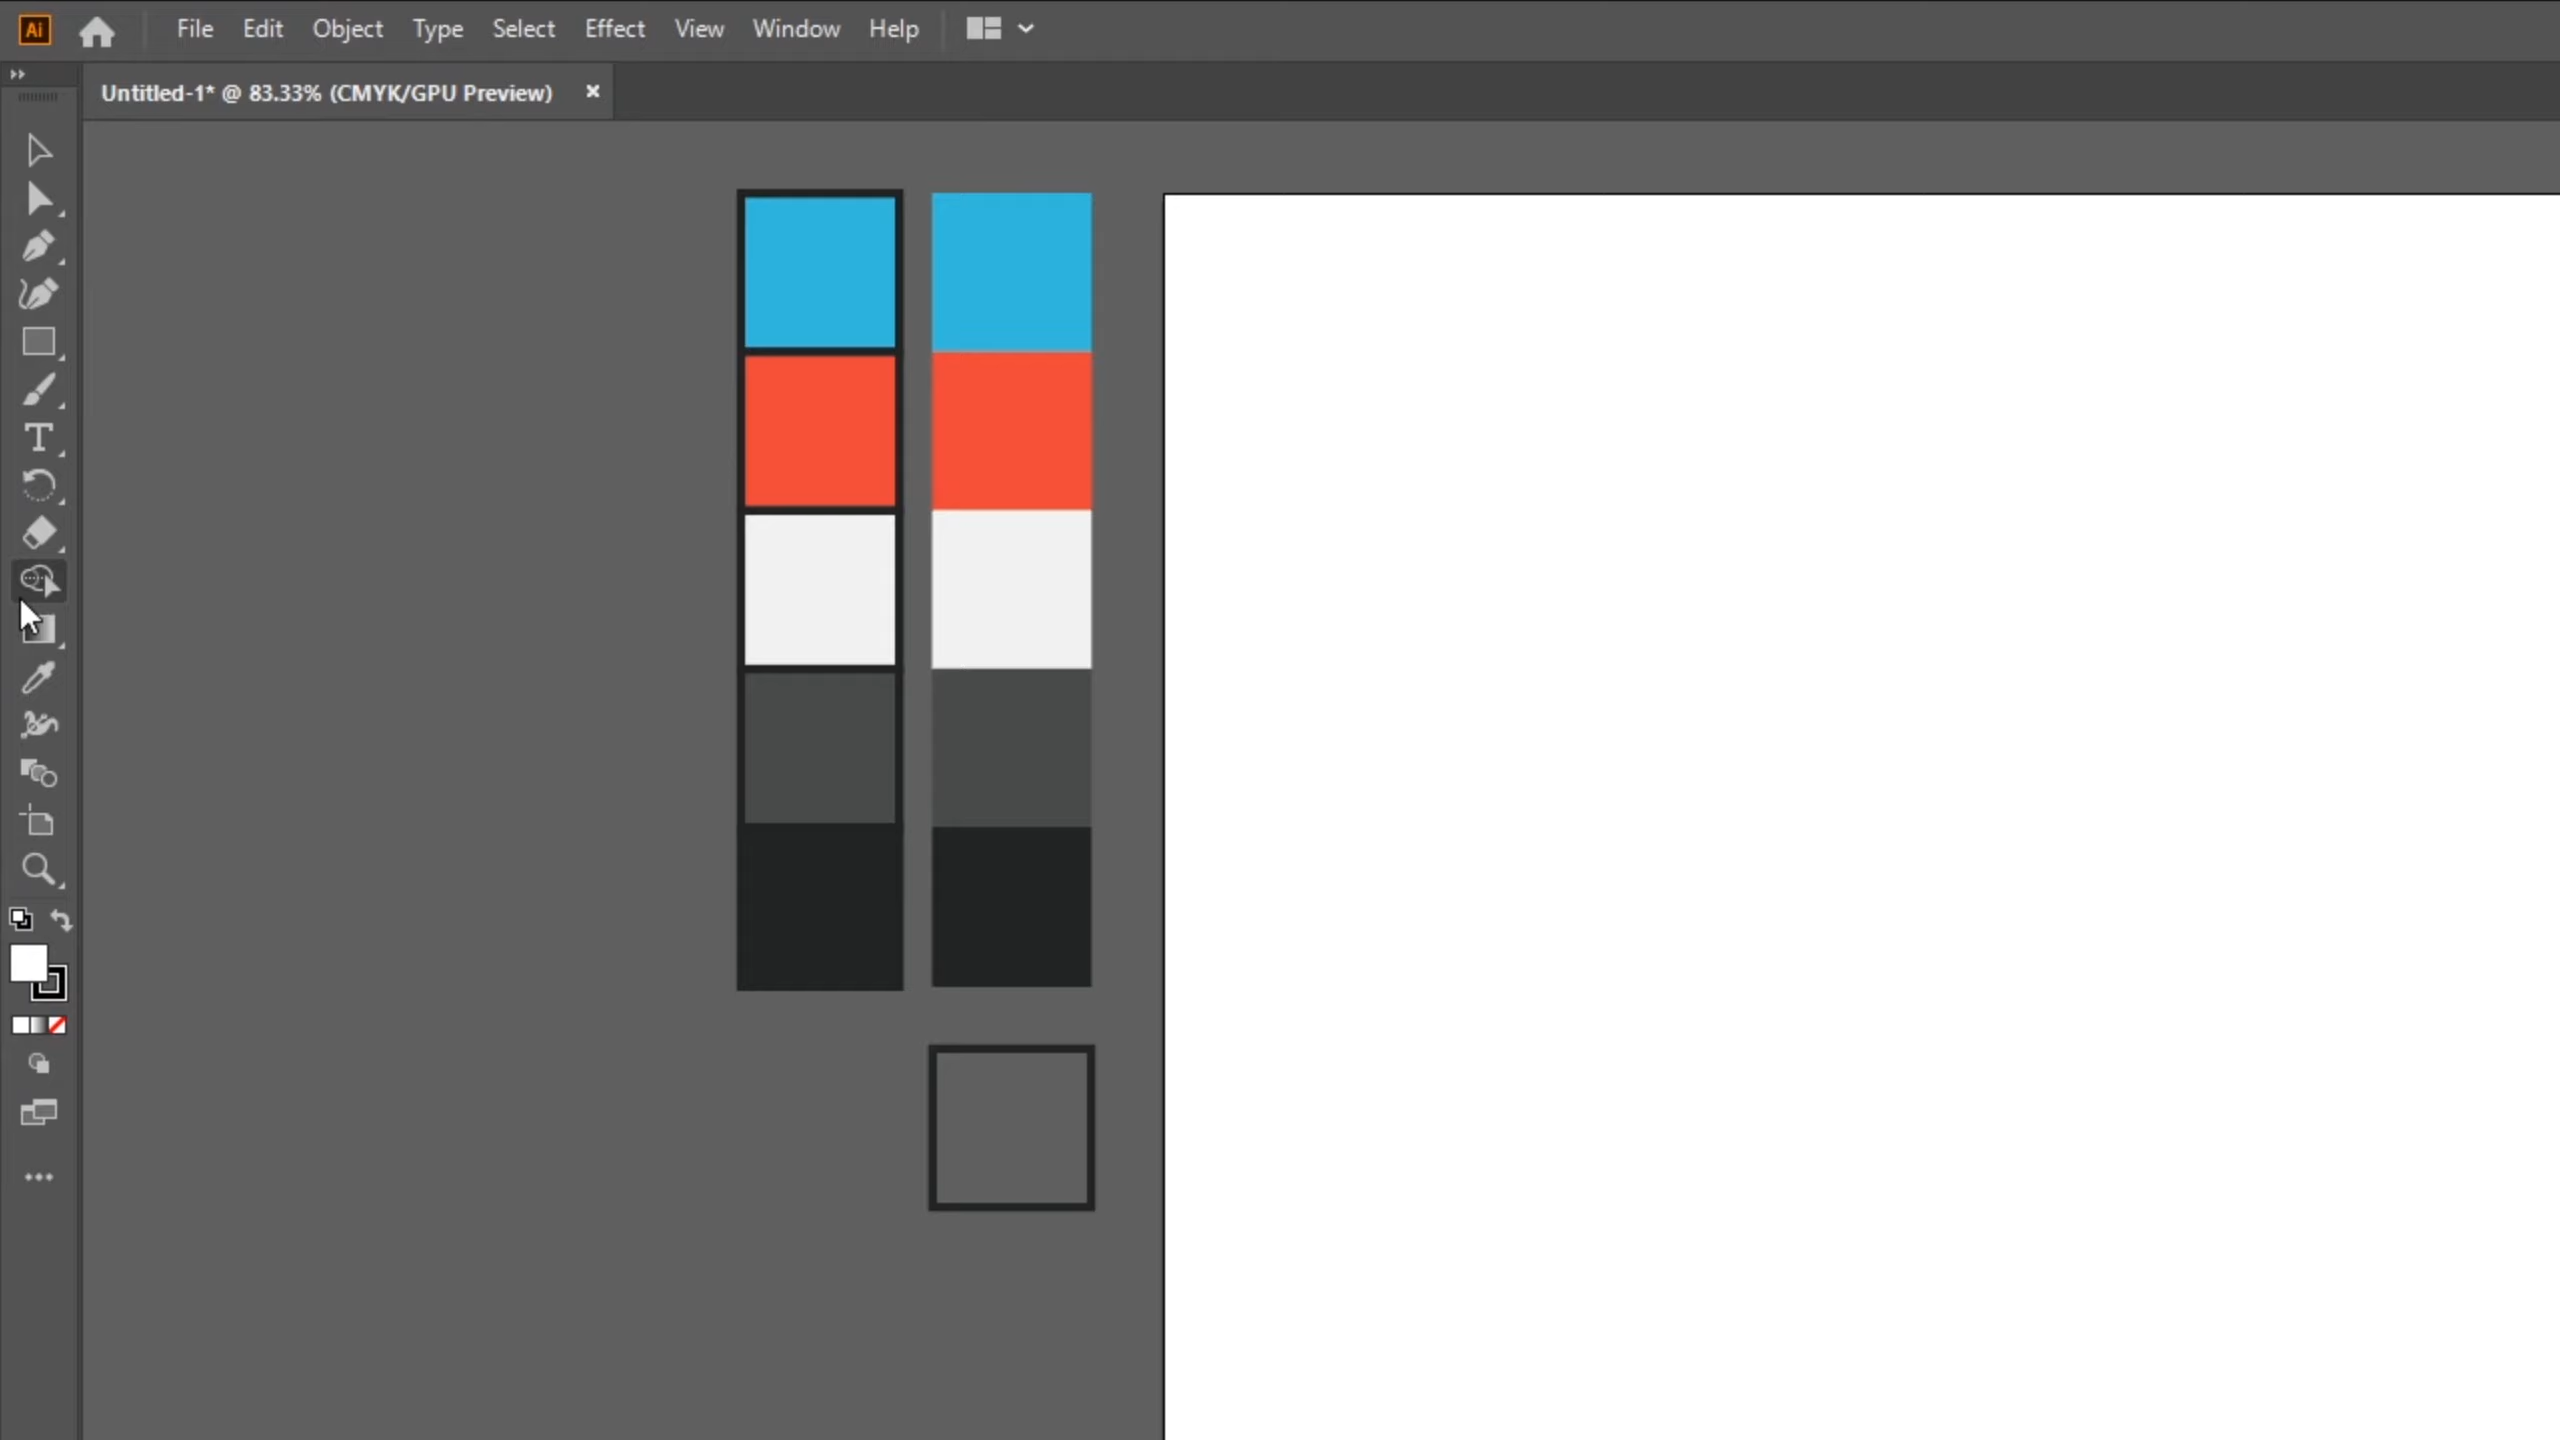 Ai File Edit Object Type Select Effect View Window Help
Untitled-1* @ 83.33% (CMYK/GPU Preview) ×